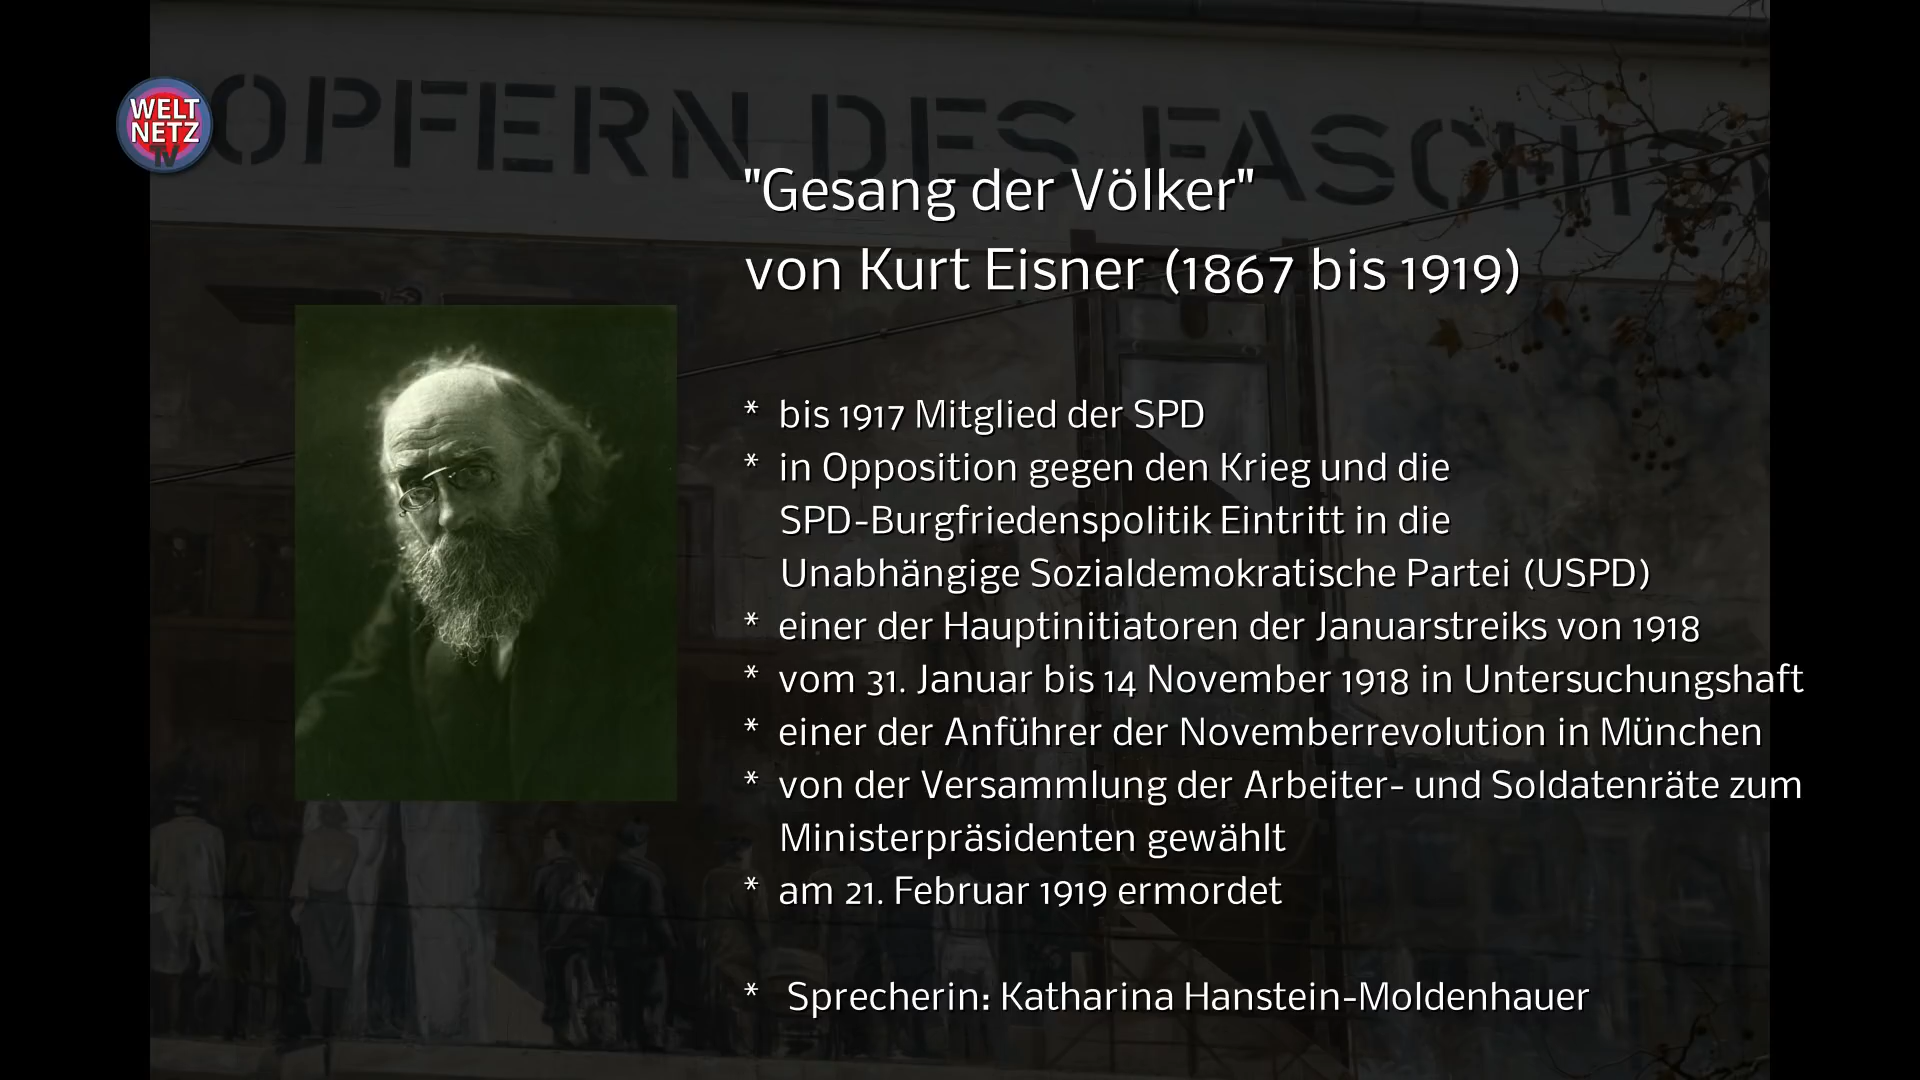 OPFERN DES FASCHIS
WELT
NETZ
TV
"Gesang der Völker"
von Kurt Eisner (1867 bis 1919)
* bis 1917 Mitglied der SPD
* in Opposition gegen den Krieg und die
SPD-Burgfriedenspolitik Eintritt in die
Unabhängige Sozialdemokratische Partei (USPD)
* einer der Hauptinitiatoren der Januarstreiks von 1918
* vom 31. Januar bis 14 November 1918 in Untersuchungshaft
* einer der Anführer der Novemberrevolution in München
* von der Versammlung der Arbeiter- und Soldatenräte zum
Ministerpräsidenten gewählt
* am 21. Februar 1919 ermordet
* Sprecherin: Katharina Hanstein-Moldenhauer